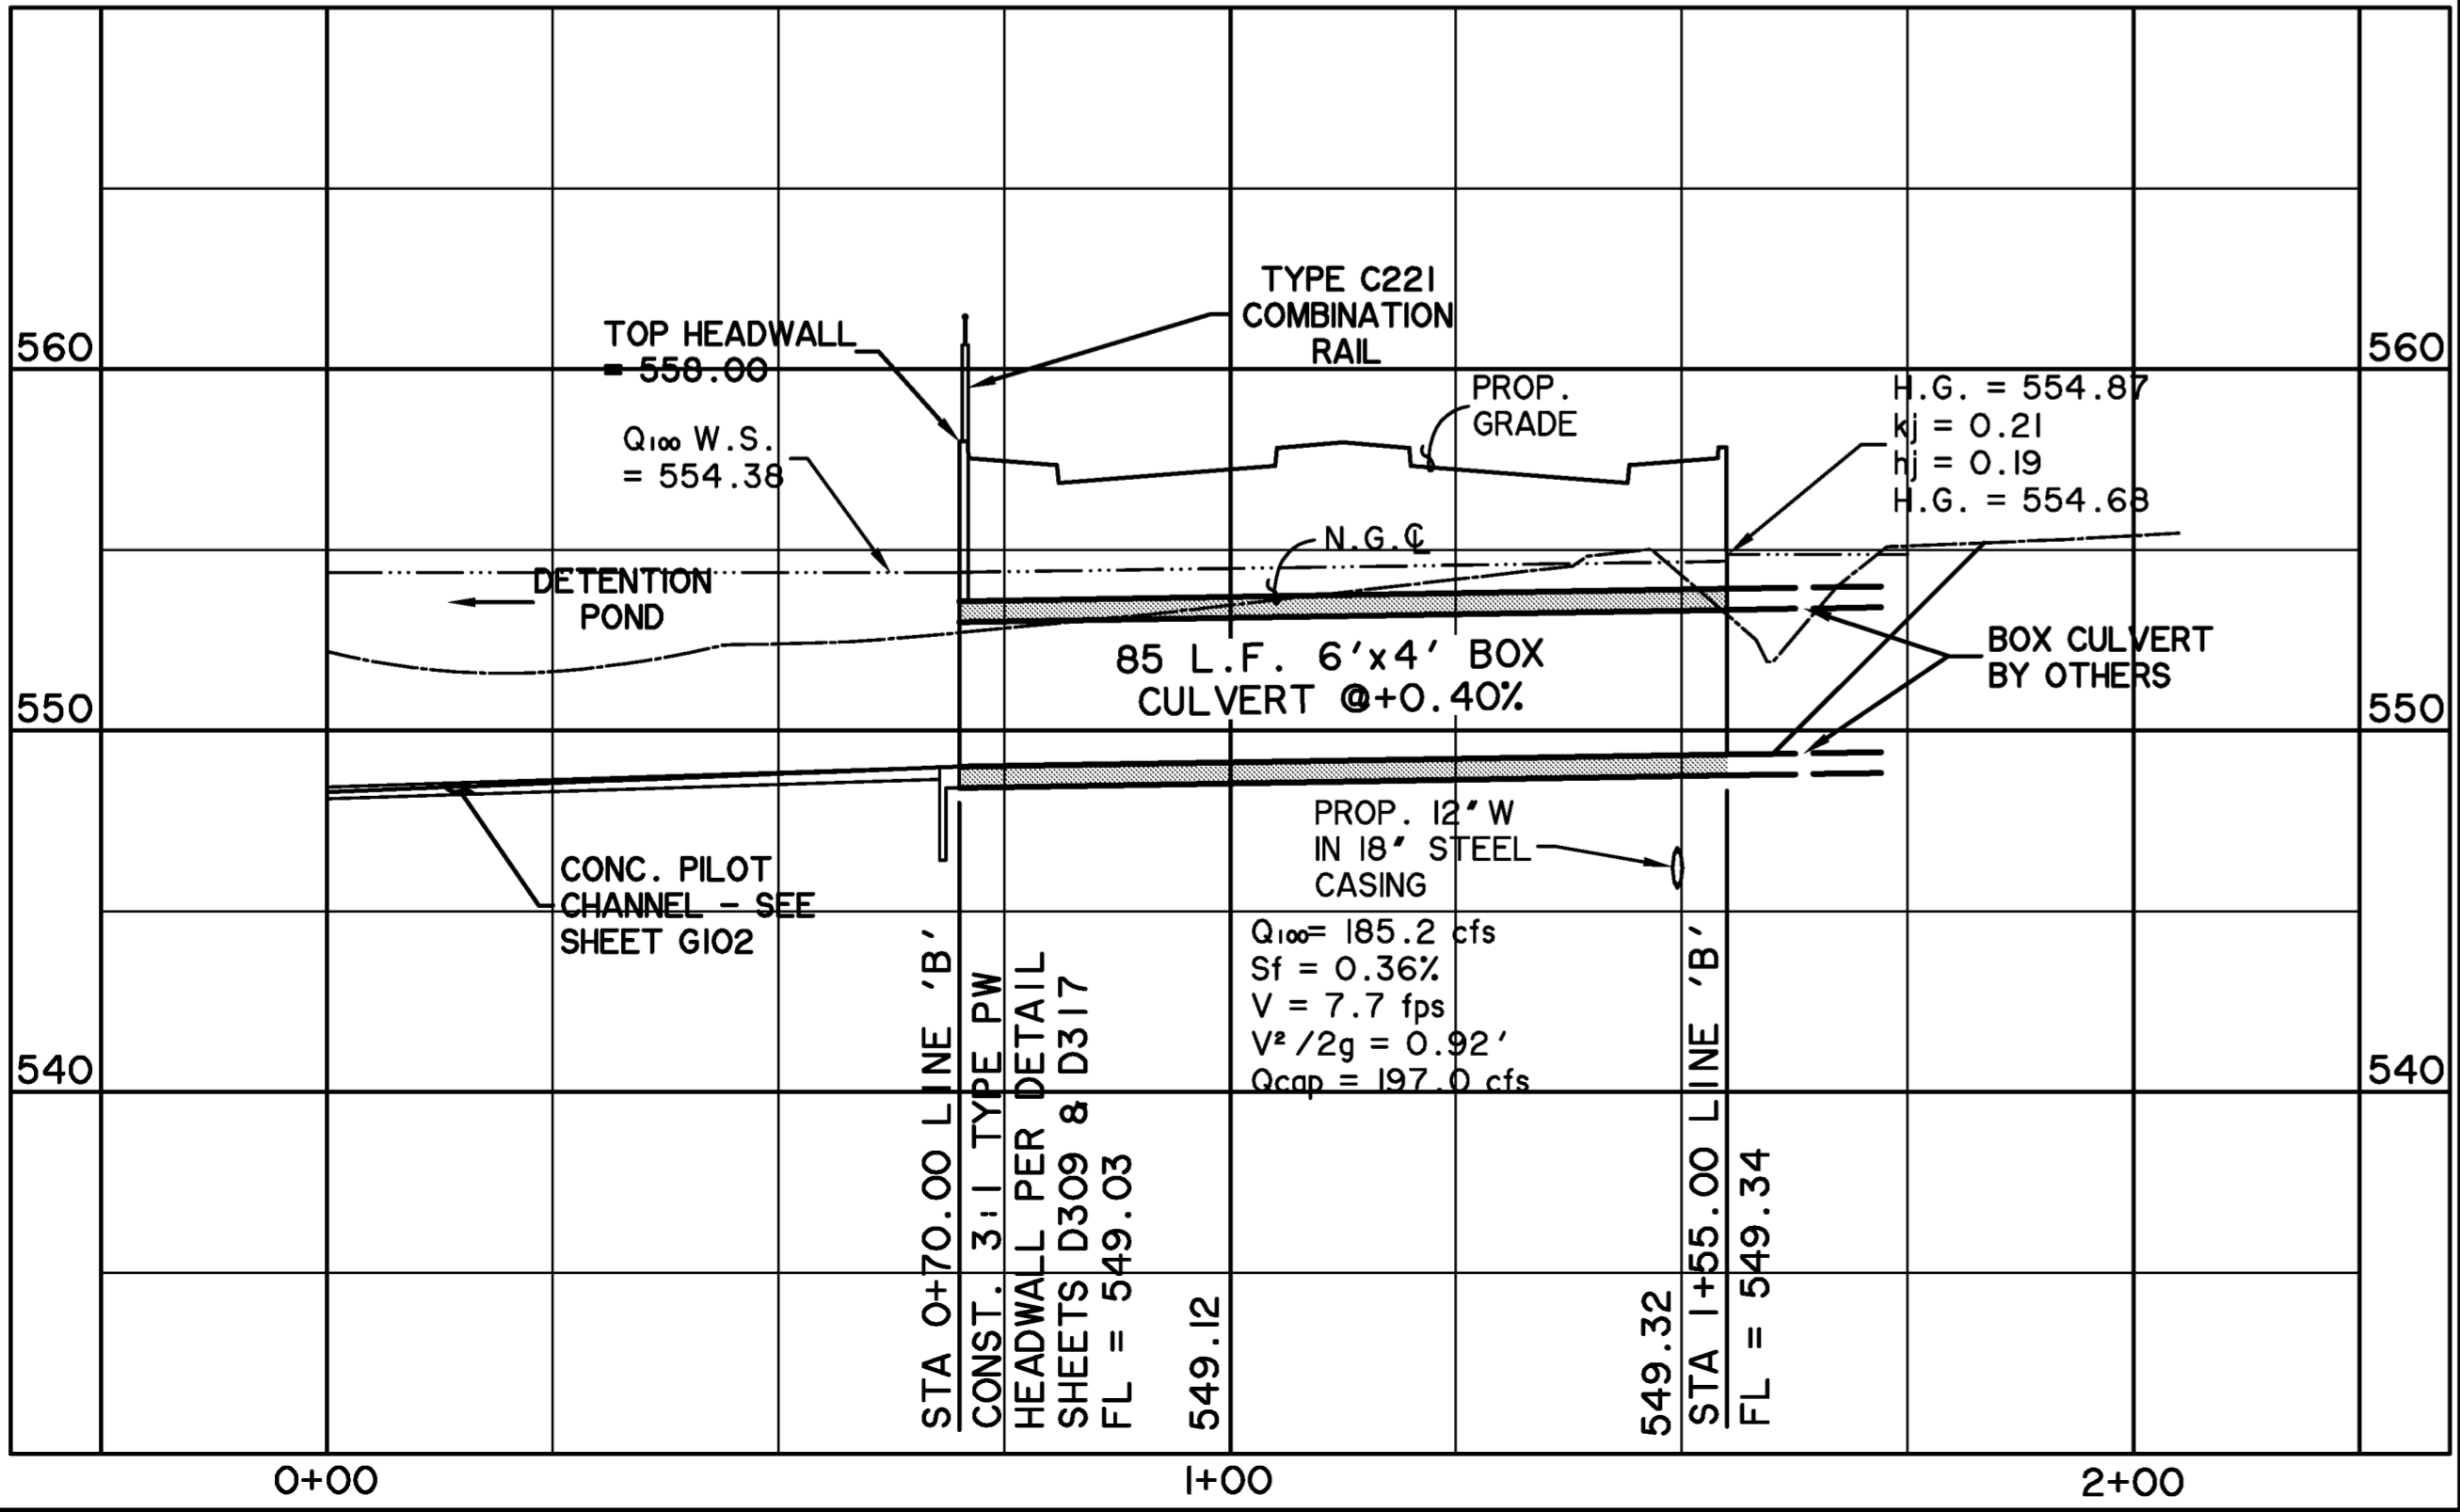 TYPE C221
COMBINATION
RAIL
TOP HEADWALL
= 558.00
560
560
PROP.
GRADE
H.G. = 554.87
kj = 0.21
hj = 0.19
H.G. = 554.68
Q100 W.S.
= 554.38
N.G.℄
DETENTION
POND
85 L.F. 6'x4' BOX
CULVERT @+0.40%
BOX CULVERT
BY OTHERS
550
550
PROP. 12" W
IN 18" STEEL
CASING
CONC. PILOT
CHANNEL - SEE
SHEET G102
Q100= 185.2 cfs
Sf = 0.36%
V = 7.7 fps
V²/2g = 0.92'
Qcap = 197.0 cfs
540
540
STA 0+70.00 LINE 'B'
CONST. 3:1 TYPE PW
HEADWALL PER DETAIL
SHEETS D309 & D317
FL = 549.03
549.12
549.32
STA 1+55.00 LINE 'B'
FL = 549.34
0+00
1+00
2+00